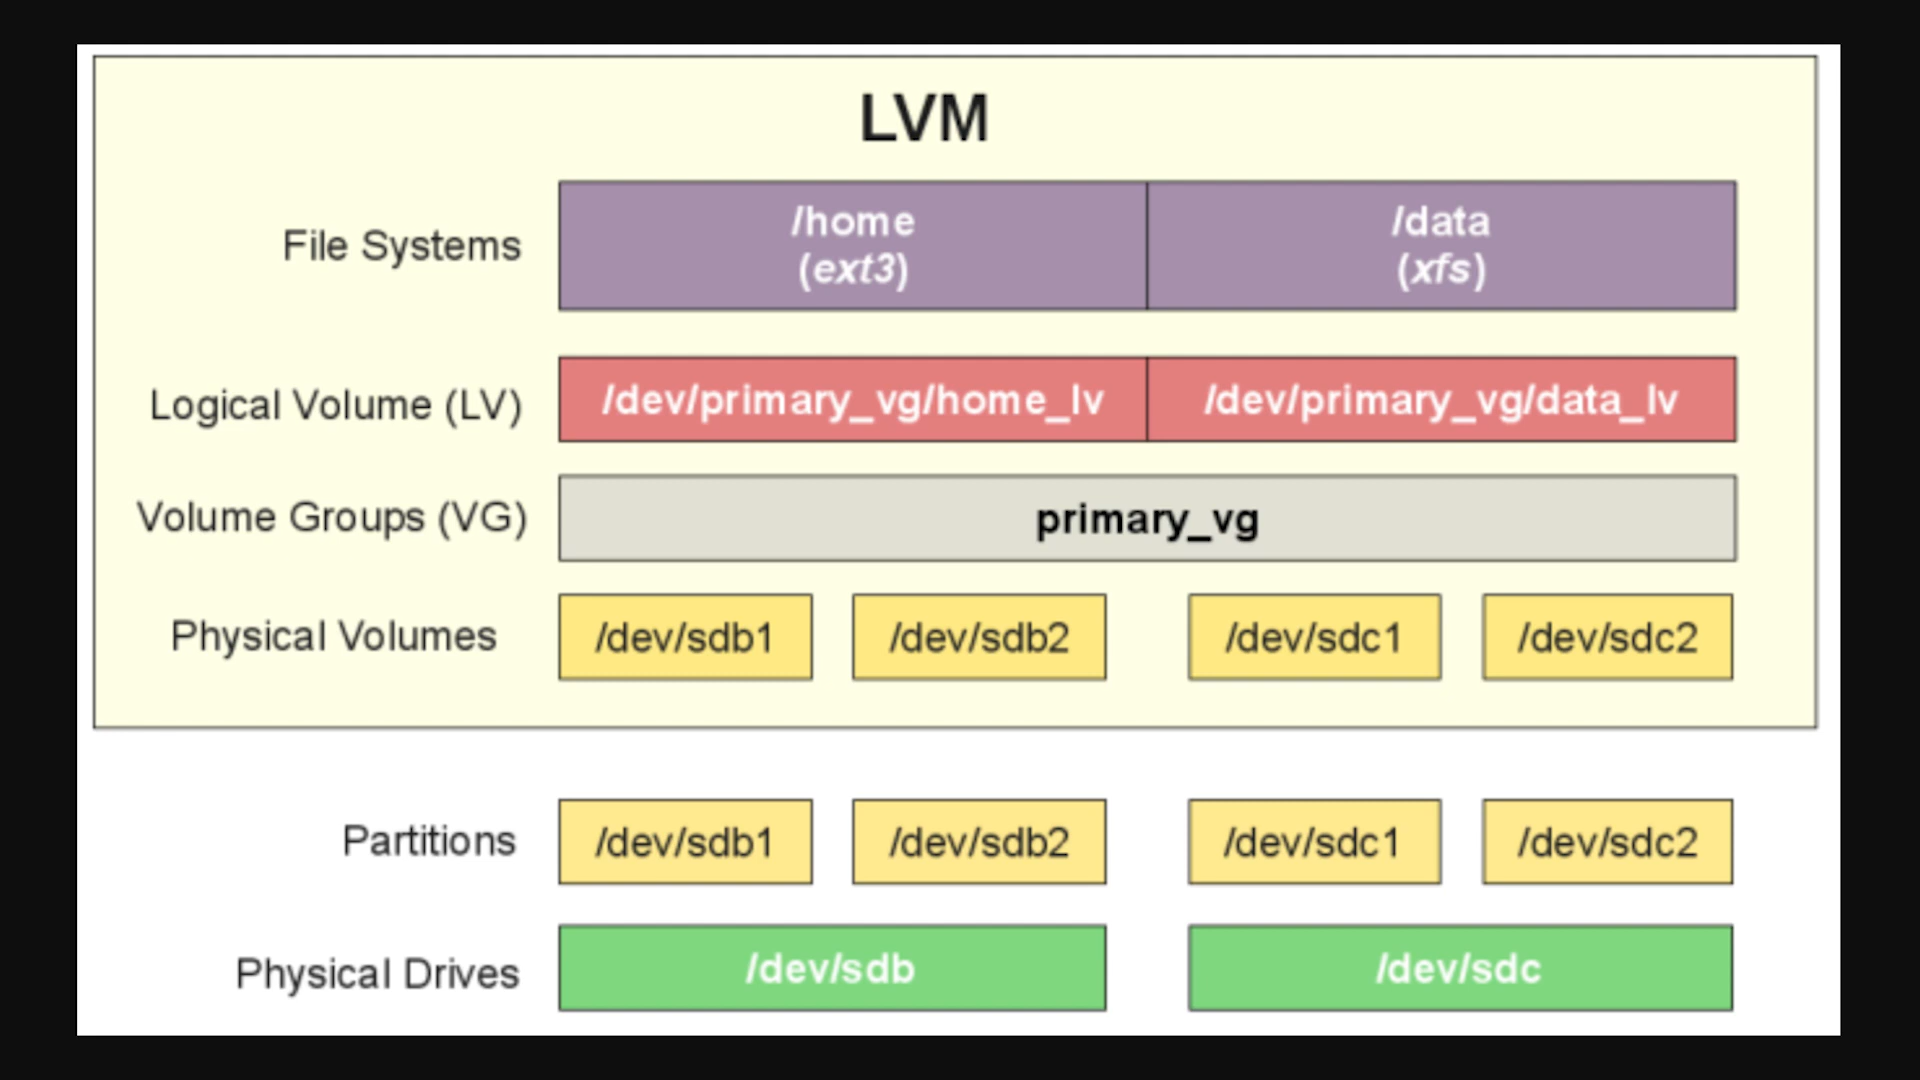 LVM
File Systems
/home
(ext3)
/data
(xfs)
Logical Volume (LV)
/dev/primary_vg/home_lv
/dev/primary_vg/data_lv
Volume Groups (VG)
primary_vg
Physical Volumes
/dev/sdb1
/dev/sdb2
/dev/sdc1
/dev/sdc2
Partitions
/dev/sdb1
/dev/sdb2
/dev/sdc1
/dev/sdc2
Physical Drives
/dev/sdb
/dev/sdc